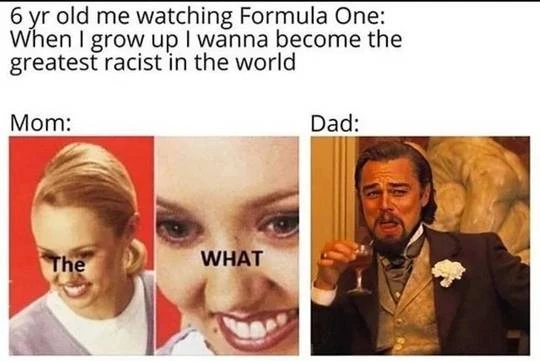 6 yr old me watching Formula One:
When I grow up I wanna become the
greatest racist in the world
Mom:
Dad:
The
WHAT